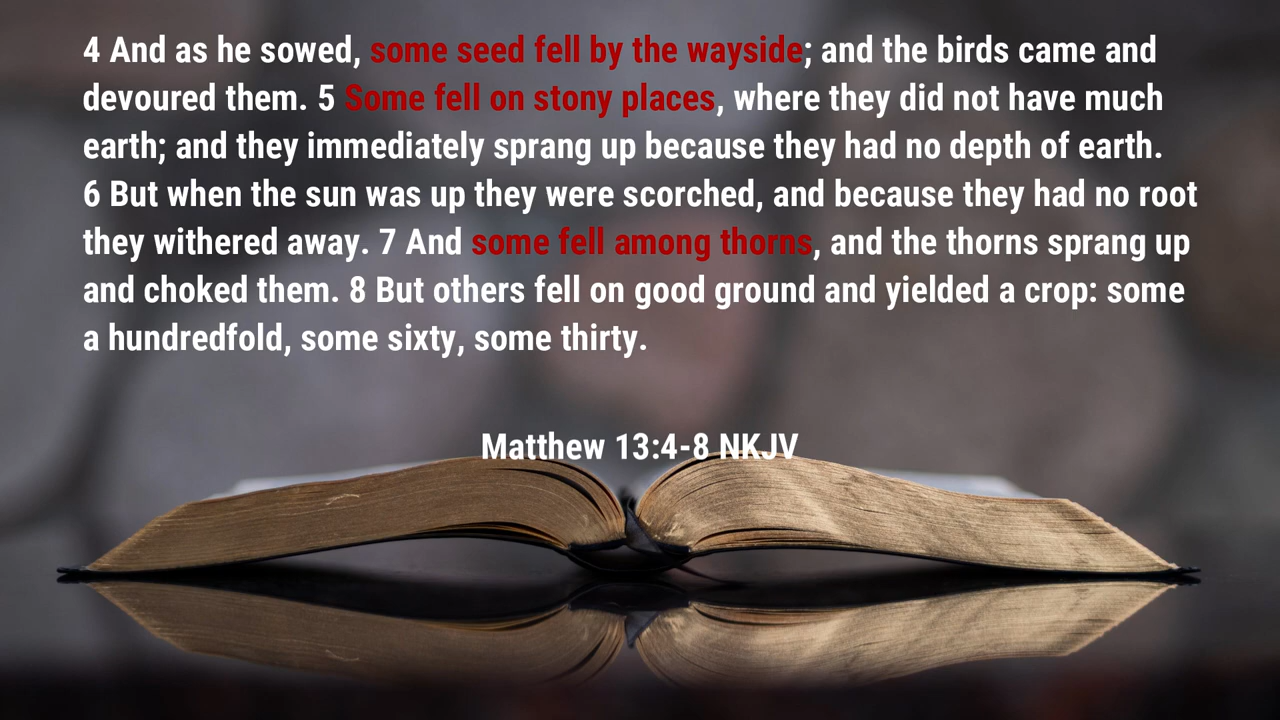 4 And as he sowed, some seed fell by the wayside; and the birds came and
devoured them. 5 Some fell on stony places, where they did not have much
earth; and they immediately sprang up because they had no depth of earth.
6 But when the sun was up they were scorched, and because they had no root
they withered away. 7 And some fell among thorns, and the thorns sprang up
and choked them. 8 But others fell on good ground and yielded a crop: some
a hundredfold, some sixty, some thirty.
Matthew 13:4-8 NKJV